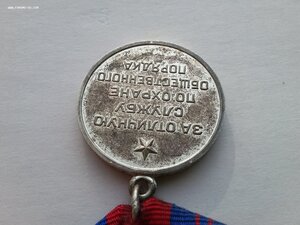 ЗА ОТЛИЧНУЮ
СЛУЖБУ
ПО ОХРАНЕ
ОБЩЕСТВЕННОГО
ПОРЯДКА